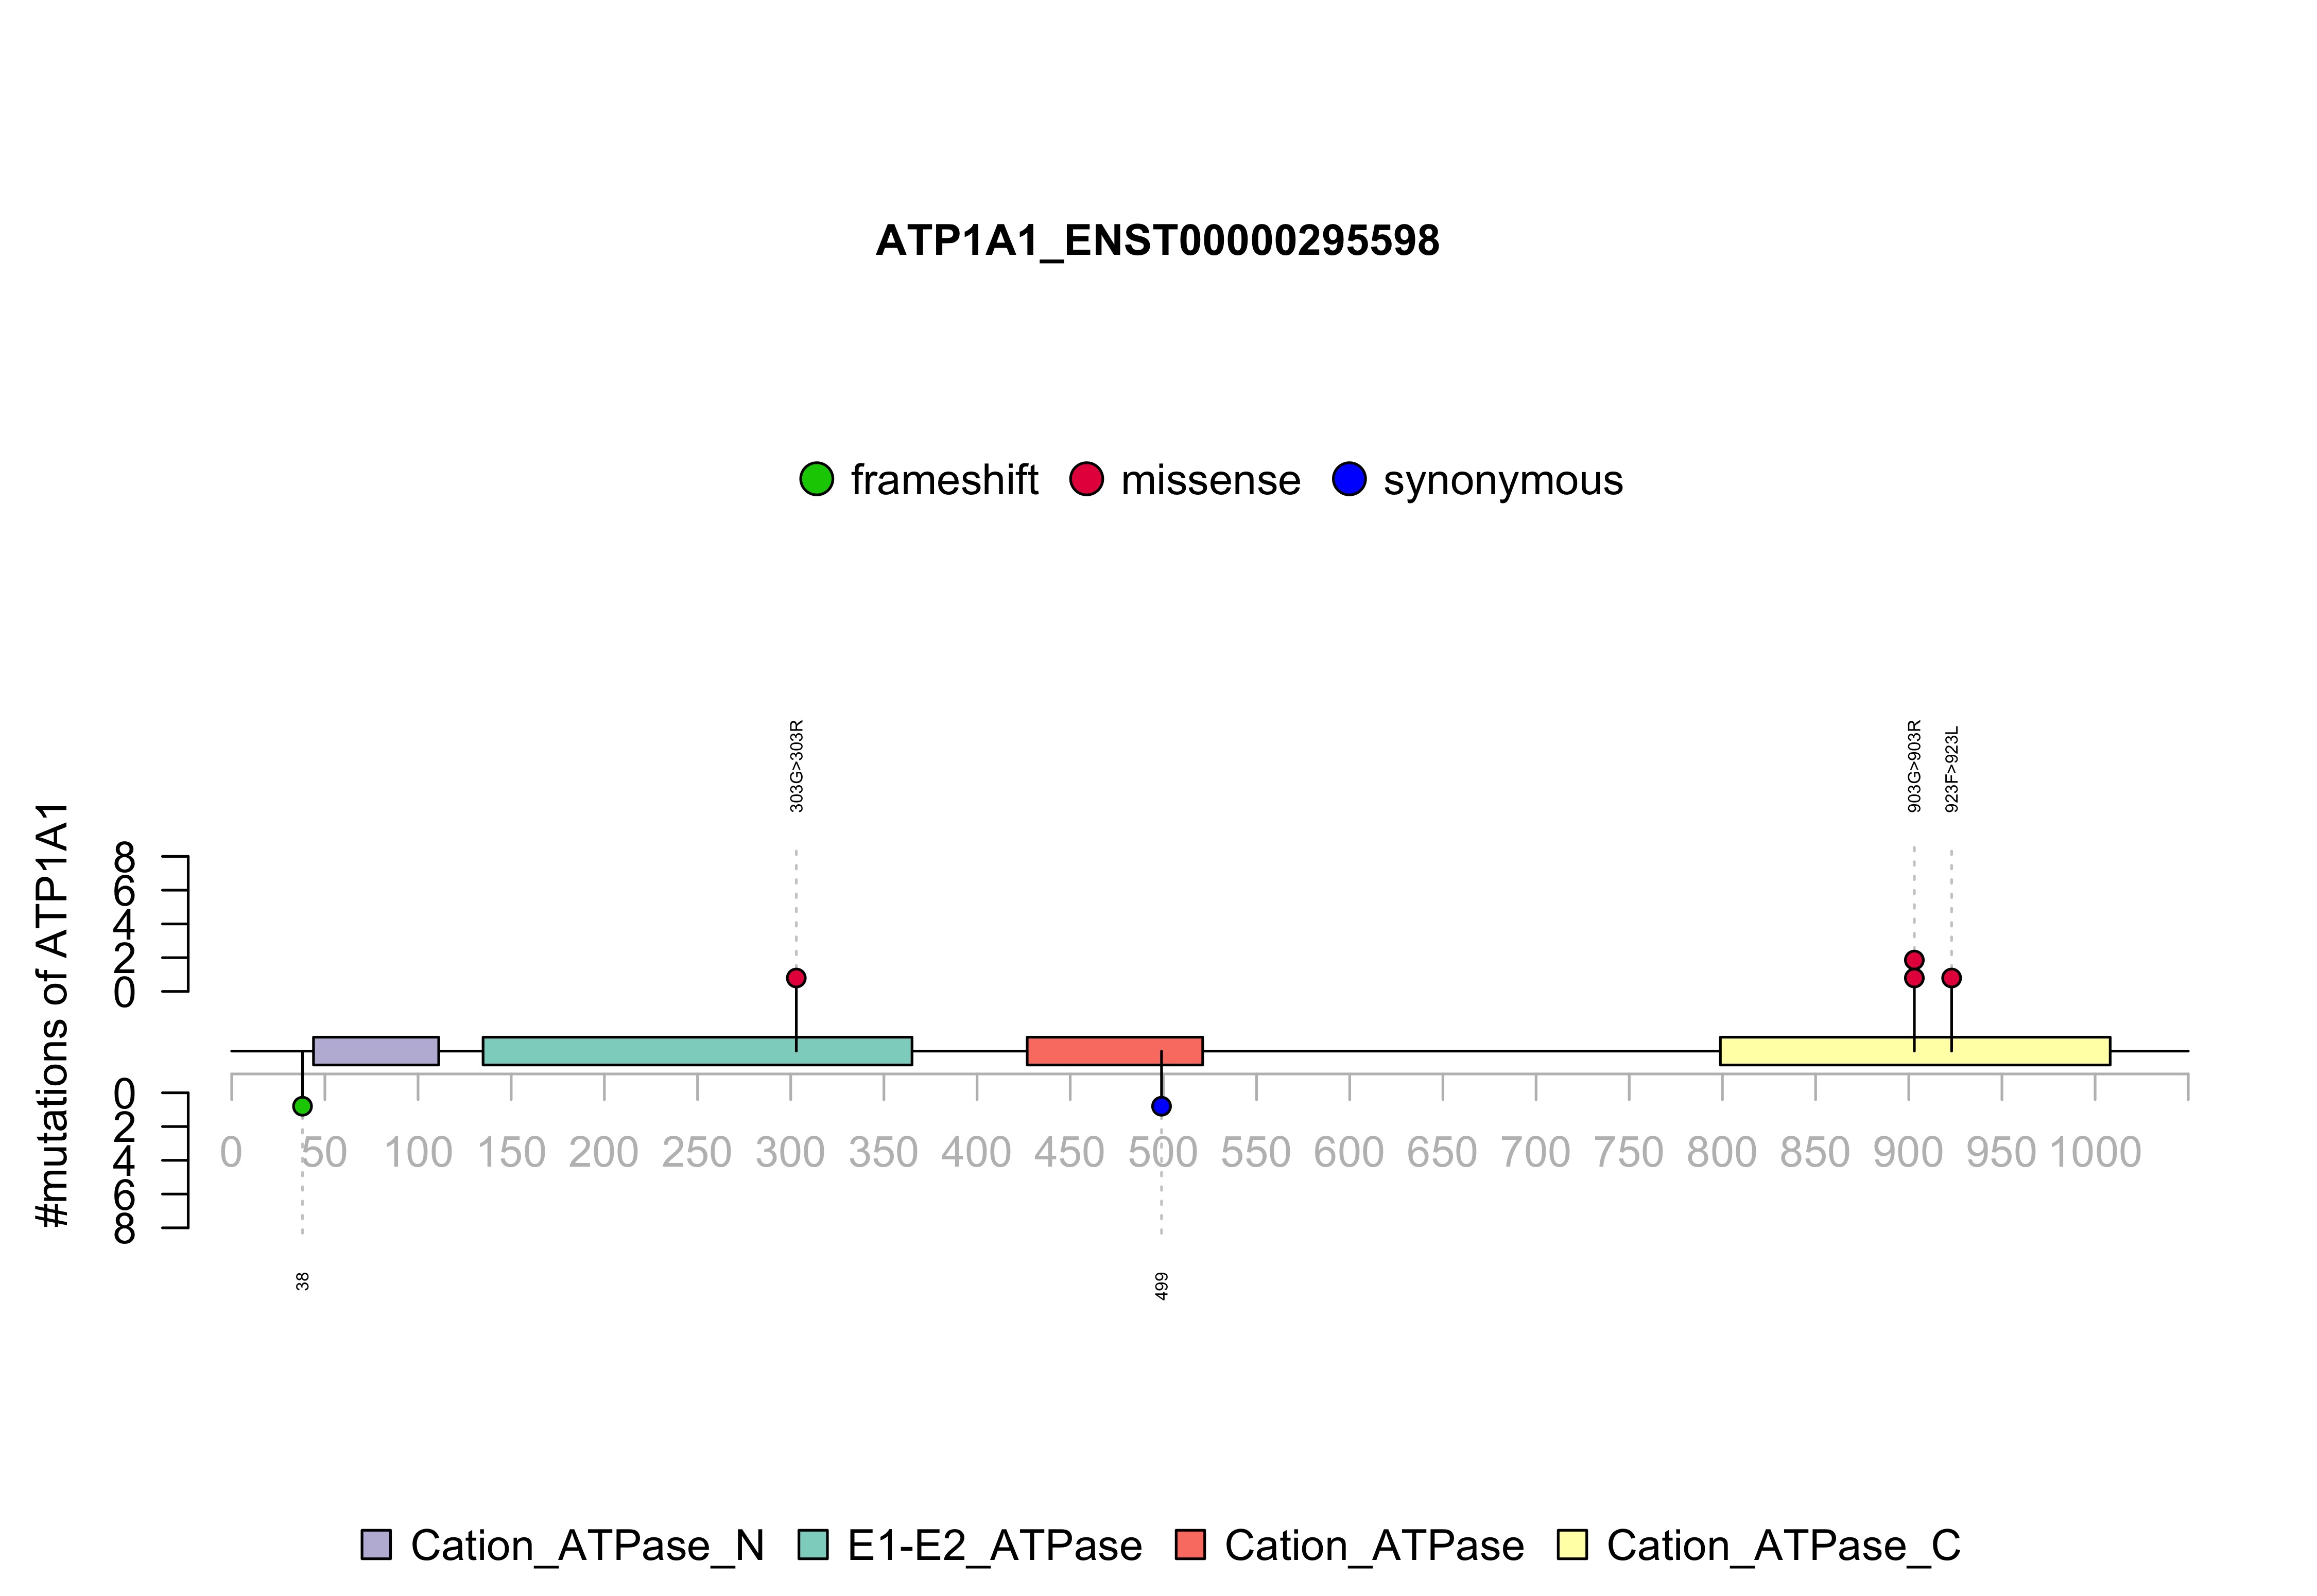 ATP1A1_ENST00000295598
frameshift missense synonymous
303G>303R
903G>903R
923F>923L
#mutations of ATP1A1
8
6
4
2
0
0
2
4
6
8
0 50 100 150 200 250 300 350 400 450 500 550 600 650 700 750 800 850 900 950 1000
38
499
Cation_ATPase_N E1-E2_ATPase Cation_ATPase Cation_ATPase_C